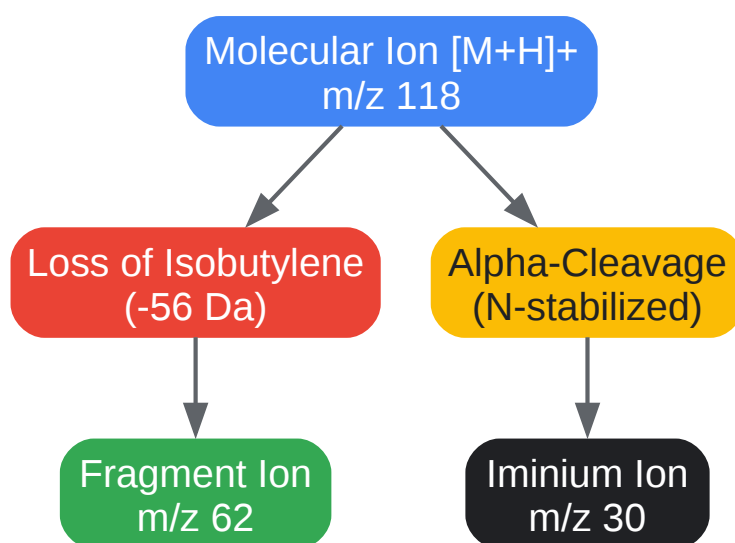 Molecular Ion [M+H]+
m/z 118
Loss of Isobutylene
(-56 Da)
Alpha-Cleavage
(N-stabilized)
Fragment Ion
m/z 62
Iminium Ion
m/z 30